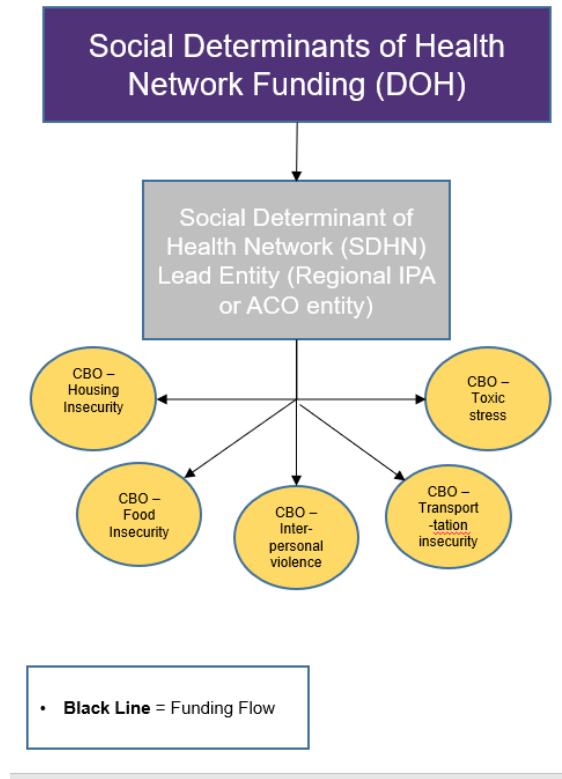 Social Determinants of Health
Network Funding (DOH)
Social Determinant of
Health Network (SDHN)
Lead Entity (Regional IPA
or ACO entity)
CBO –
Housing
Insecurity
CBO –
Toxic
stress
CBO –
Food
Insecurity
CBO –
Inter-
personal
violence
CBO –
Transport
-tation
insecurity
• Black Line = Funding Flow